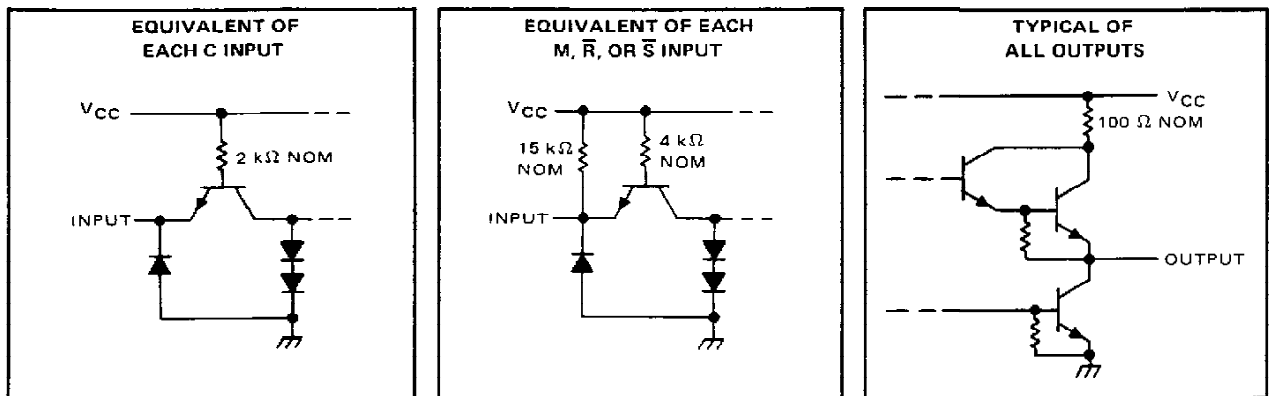 EQUIVALENT OF
EACH C INPUT
VCC
2 kΩ NOM
INPUT
EQUIVALENT OF EACH
M, R̅, OR S̅ INPUT
VCC
15 kΩ
NOM
4 kΩ
NOM
INPUT
TYPICAL OF
ALL OUTPUTS
VCC
100 Ω NOM
OUTPUT